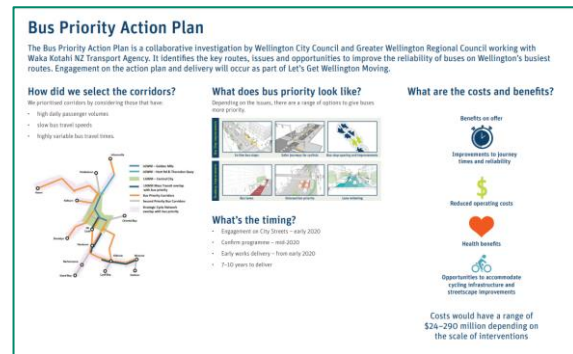 Bus Priority Action Plan
The Bus Priority Action Plan is a collaborative investigation by Wellington City Council and Greater Wellington Regional Council working with
Waka Kotahi NZ Transport Agency. It identifies the key routes, issues and opportunities to improve the reliability of buses on Wellington's busiest
routes. Engagement on the action plan and delivery will occur as part of Let's Get Wellington Moving.
How did we select the corridors?
We prioritised corridors by considering those that have:
• high daily passenger volumes
• slow bus travel speeds
• highly variable bus travel times.
What does bus priority look like?
Depending on the issues, there are a range of options to give buses
more priority.
What's the timing?
• Engagement on City Streets – early 2020
• Confirm programme – mid-2020
• Early works delivery – from early 2020
• 7–10 years to deliver
What are the costs and benefits?
Benefits on offer
Improvements to journey
times and reliability
Reduced operating costs
Health benefits
Opportunities to accommodate
cycling infrastructure and
streetscape improvements
Costs would have a range of
$24–290 million depending on
the scale of interventions